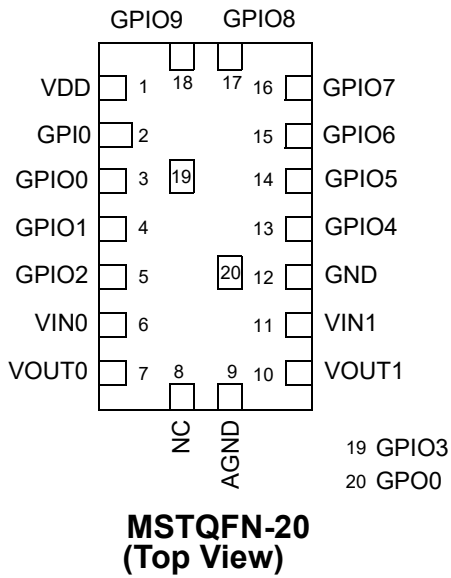 GPIO9 GPIO8
VDD 1 18 17 16 GPIO7
GPI0 2 15 GPIO6
GPIO0 3 19 14 GPIO5
GPIO1 4 13 GPIO4
GPIO2 5 20 12 GND
VIN0 6 11 VIN1
VOUT0 7 8 9 10 VOUT1
NC AGND
19 GPIO3
20 GPO0
MSTQFN-20
(Top View)